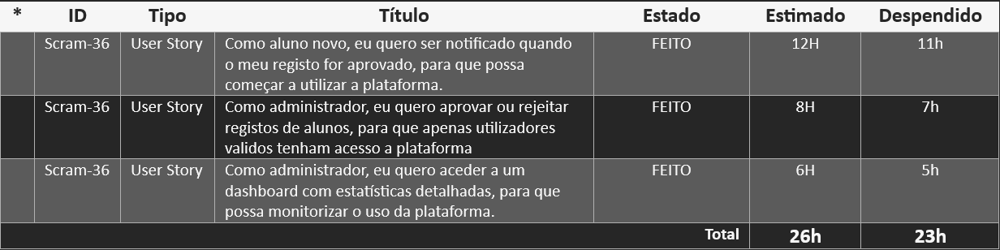 * ID Tipo Título Estado Estimado Despendido
Scram-36 User Story Como aluno novo, eu quero ser notificado quando FEITO 12H 11h
o meu registo for aprovado, para que possa
começar a utilizar a plataforma.
Scram-36 User Story Como administrador, eu quero aprovar ou rejeitar FEITO 8H 7h
registos de alunos, para que apenas utilizadores
validos tenham acesso a plataforma
Scram-36 User Story Como administrador, eu quero aceder a um FEITO 6H 5h
dashboard com estatísticas detalhadas, para que
possa monitorizar o uso da plataforma.
Total 26h 23h